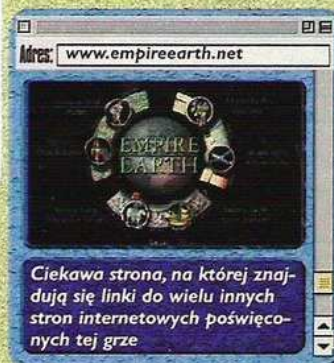 Adres: www.empireearth.net
EMPIRE
EARTH
Ciekawa strona, na której znaj-
dują się linki do wielu innych
stron internetowych poświęco-
nych tej grze